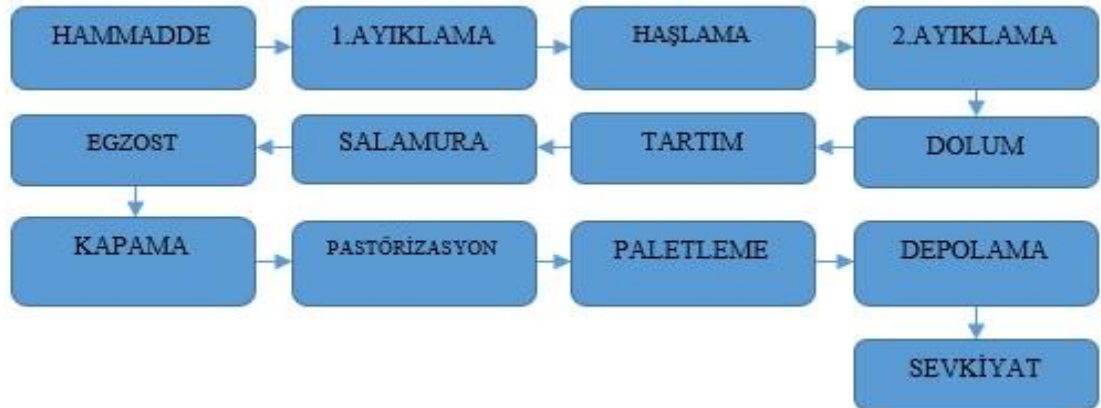 HAMMADDE
1.AYIKLAMA
HAŞLAMA
2.AYIKLAMA
DOLUM
TARTIM
SALAMURA
EGZOST
KAPAMA
PASTÖRİZASYON
PALETLEME
DEPOLAMA
SEVKİYAT